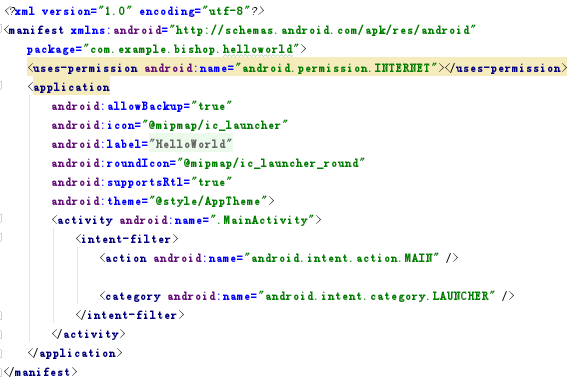 <?xml version="1.0" encoding="utf-8"?>
<manifest xmlns:android="http://schemas.android.com/apk/res/android"
    package="com.example.bishop.helloworld">
    <uses-permission android:name="android.permission.INTERNET"></uses-permission>
    <application
        android:allowBackup="true"
        android:icon="@mipmap/ic_launcher"
        android:label="HelloWorld"
        android:roundIcon="@mipmap/ic_launcher_round"
        android:supportsRtl="true"
        android:theme="@style/AppTheme">
        <activity android:name=".MainActivity">
            <intent-filter>
                <action android:name="android.intent.action.MAIN" />

                <category android:name="android.intent.category.LAUNCHER" />
            </intent-filter>
        </activity>
    </application>
</manifest>